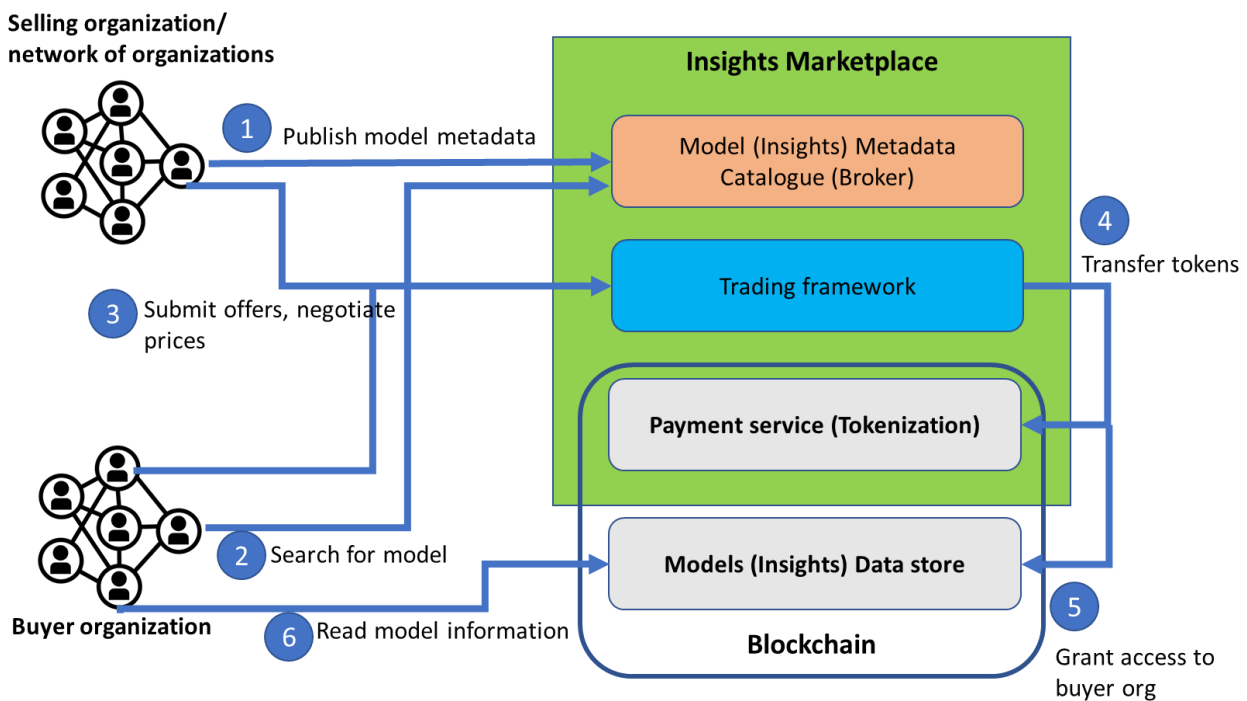 Selling organization/
network of organizations
Insights Marketplace
1
Publish model metadata
Model (Insights) Metadata
Catalogue (Broker)
4
Transfer tokens
Trading framework
3
Submit offers, negotiate
prices
Payment service (Tokenization)
2
Search for model
Models (Insights) Data store
5
Grant access to
buyer org
Buyer organization
6
Read model information
Blockchain